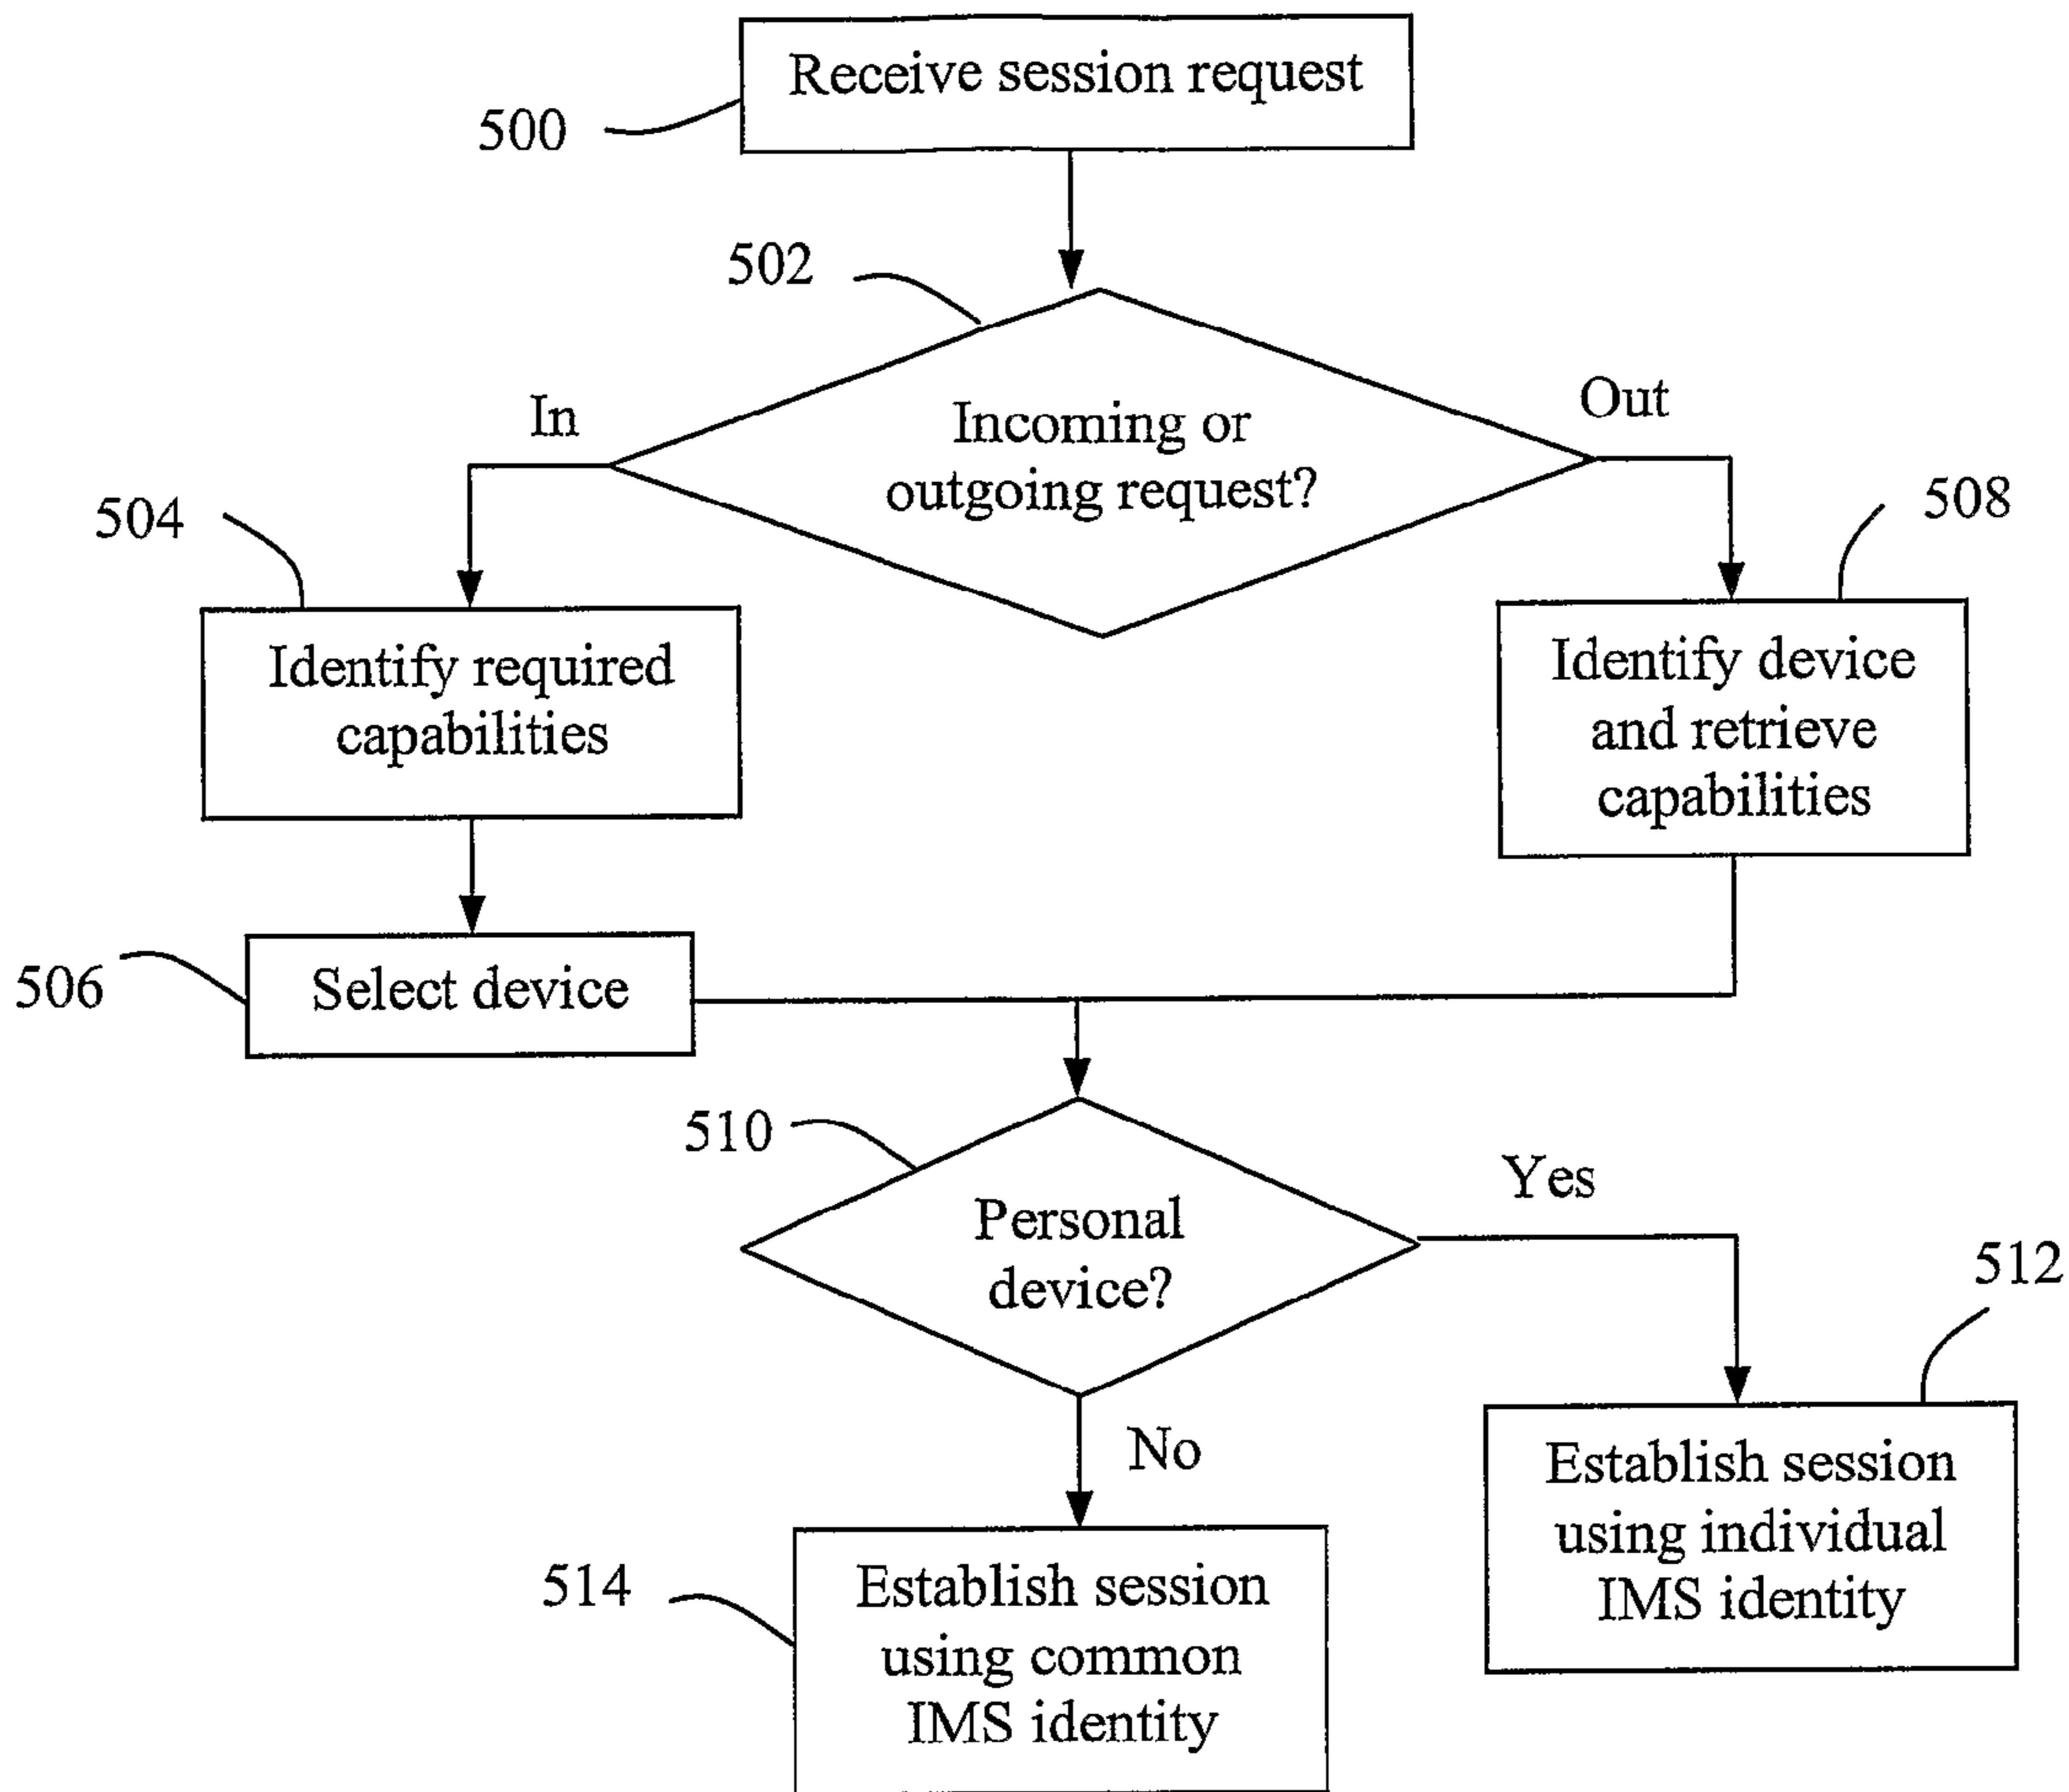 Receive session request
500
502
In
Out
Incoming or
outgoing request?
504
508
Identify required
capabilities
Identify device
and retrieve
capabilities
506
Select device
510
Yes
Personal
device?
512
No
Establish session
using individual
IMS identity
514
Establish session
using common
IMS identity